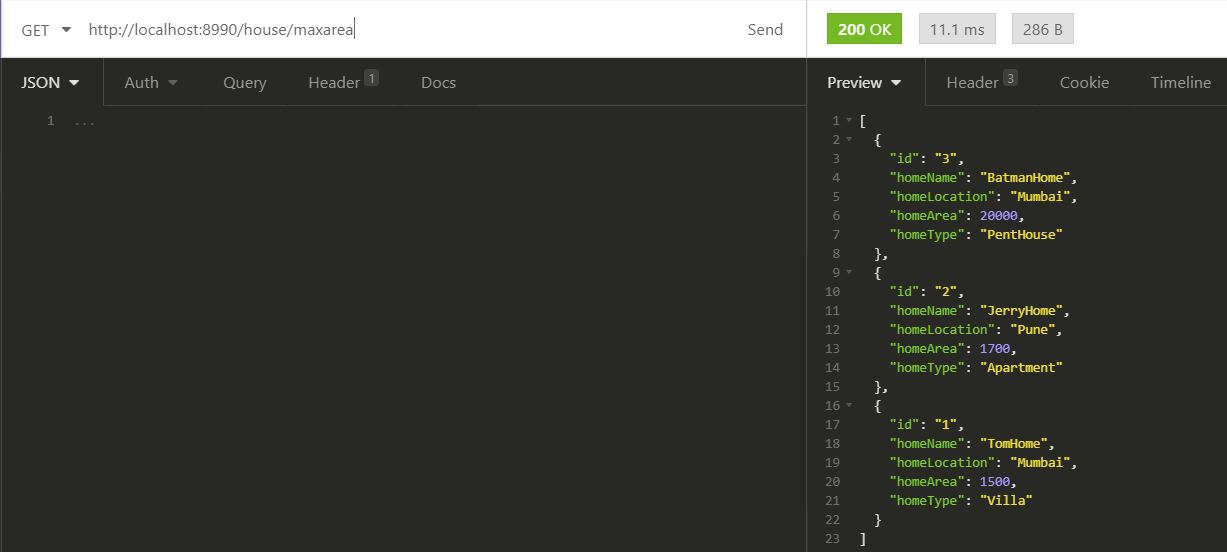 GET http://localhost:8990/house/maxarea Send 200 OK 11.1 ms 286 B
JSON Auth Query Header 1 Docs Preview Header 3 Cookie Timeline
1 ...
1 [
2 {
3 "id": "3",
4 "homeName": "BatmanHome",
5 "homeLocation": "Mumbai",
6 "homeArea": 20000,
7 "homeType": "PentHouse"
8 },
9 {
10 "id": "2",
11 "homeName": "JerryHome",
12 "homeLocation": "Pune",
13 "homeArea": 1700,
14 "homeType": "Apartment"
15 },
16 {
17 "id": "1",
18 "homeName": "TomHome",
19 "homeLocation": "Mumbai",
20 "homeArea": 1500,
21 "homeType": "Villa"
22 }
23 ]